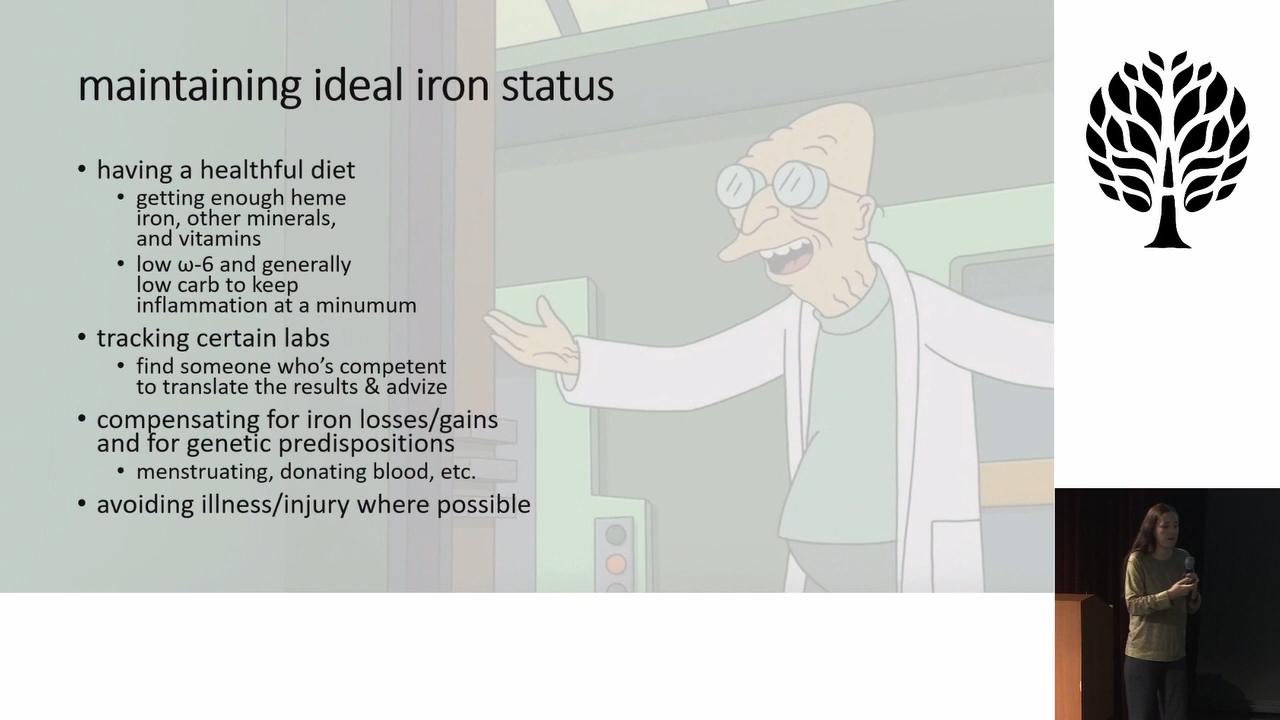 maintaining ideal iron status
• having a healthful diet
• getting enough heme
iron, other minerals,
and vitamins
• low ω-6 and generally
low carb to keep
inflammation at a minumum
• tracking certain labs
• find someone who’s competent
to translate the results & advize
• compensating for iron losses/gains
and for genetic predispositions
• menstruating, donating blood, etc.
• avoiding illness/injury where possible